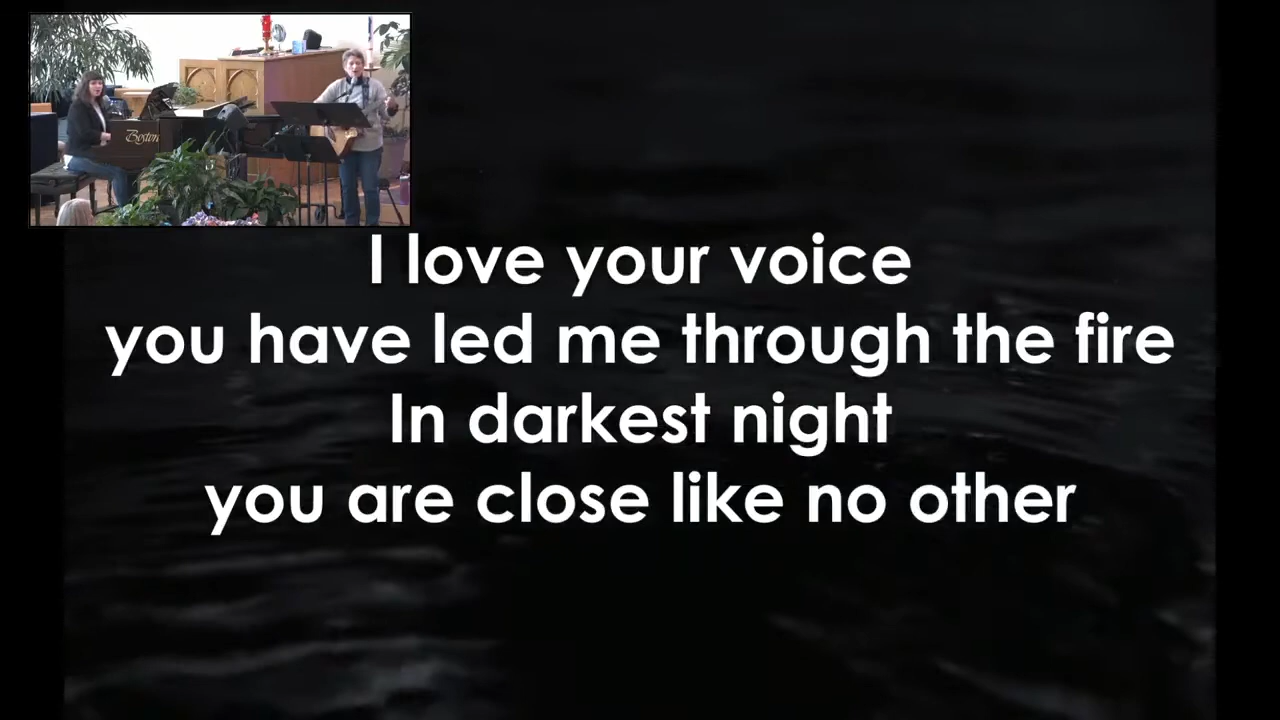 Boston
I love your voice
you have led me through the fire
In darkest night
you are close like no other